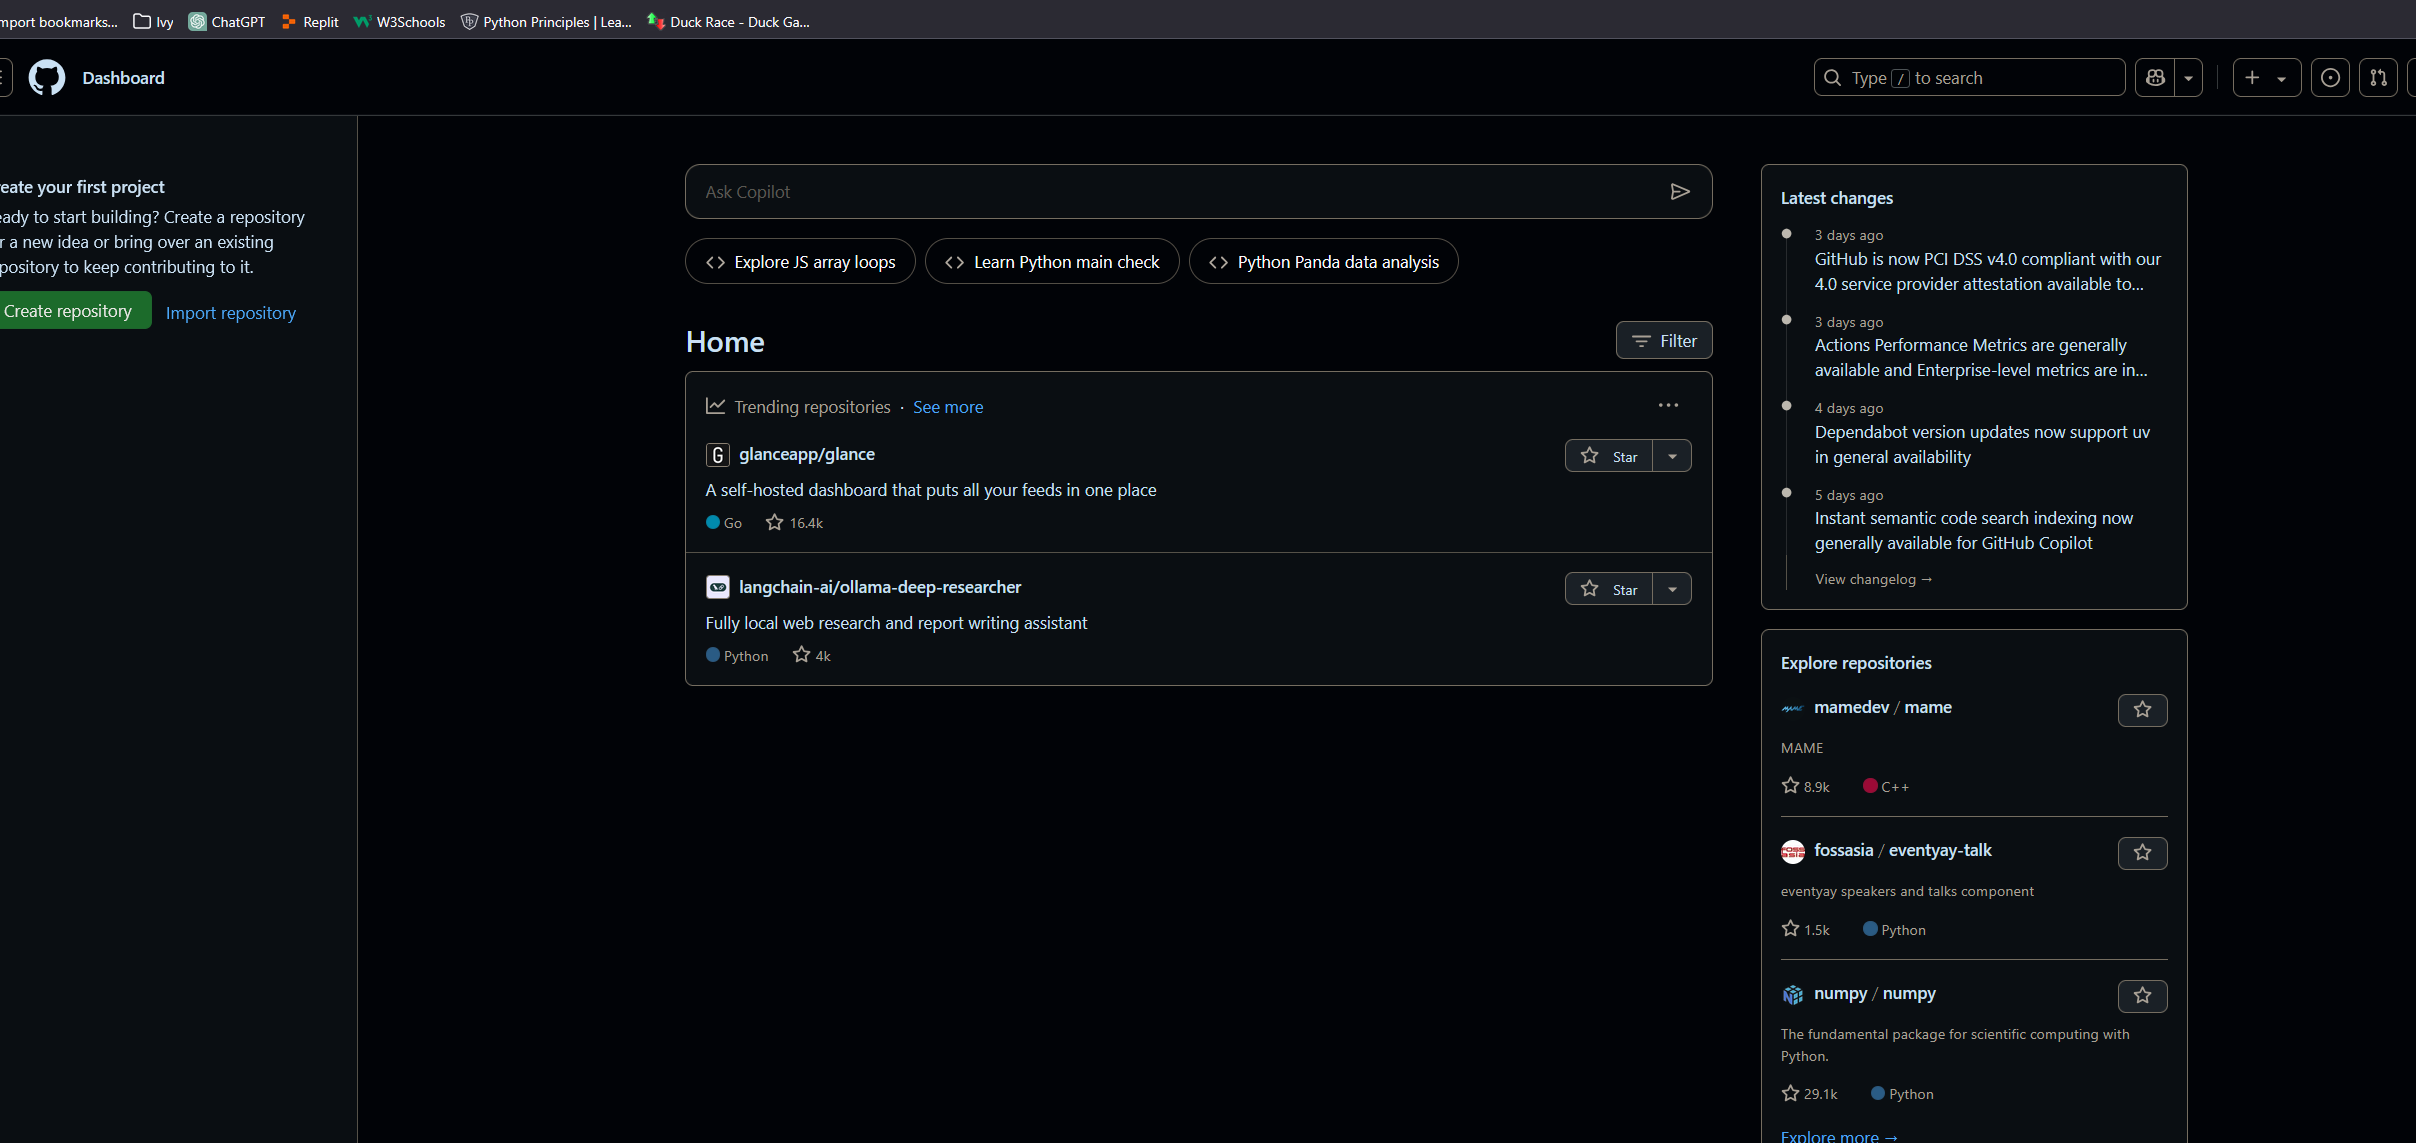 mport bookmarks... Ivy ChatGPT Replit W3Schools Python Principles | Lea... Duck Race - Duck Ga...
Dashboard
Type / to search
reate your first project
eady to start building? Create a repository
r a new idea or bring over an existing
pository to keep contributing to it.
Create repository Import repository
Ask Copilot
Explore JS array loops Learn Python main check Python Panda data analysis
Home
Filter
Trending repositories · See more
G glanceapp/glance
Star
A self-hosted dashboard that puts all your feeds in one place
Go 16.4k
langchain-ai/ollama-deep-researcher
Star
Fully local web research and report writing assistant
Python 4k
Latest changes
3 days ago
GitHub is now PCI DSS v4.0 compliant with our
4.0 service provider attestation available to...
3 days ago
Actions Performance Metrics are generally
available and Enterprise-level metrics are in...
4 days ago
Dependabot version updates now support uv
in general availability
5 days ago
Instant semantic code search indexing now
generally available for GitHub Copilot
View changelog →
Explore repositories
MAME mamedev / mame
MAME
8.9k C++
FOSS
ASIA
fossasia / eventyay-talk
eventyay speakers and talks component
1.5k Python
numpy / numpy
The fundamental package for scientific computing with
Python.
29.1k Python
Explore more →